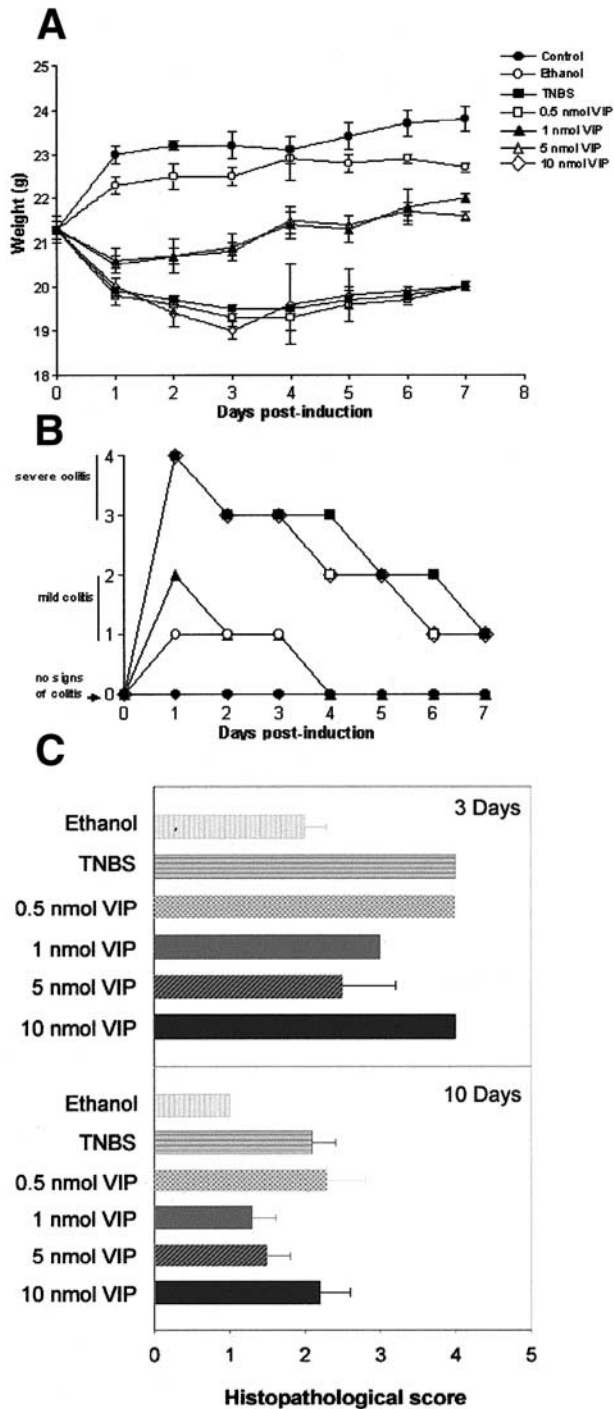 A
Control
Ethanol
TNBS
0.5 nmol VIP
1 nmol VIP
5 nmol VIP
10 nmol VIP
Weight (g)
25
24
23
22
21
20
19
18
0 1 2 3 4 5 6 7 8
Days post-induction
B
severe colitis
mild colitis
no signs
of colitis
4
3
2
1
0
0 1 2 3 4 5 6 7
Days post-induction
C
3 Days
Ethanol
TNBS
0.5 nmol VIP
1 nmol VIP
5 nmol VIP
10 nmol VIP
10 Days
Ethanol
TNBS
0.5 nmol VIP
1 nmol VIP
5 nmol VIP
10 nmol VIP
0 1 2 3 4 5
Histopathological score